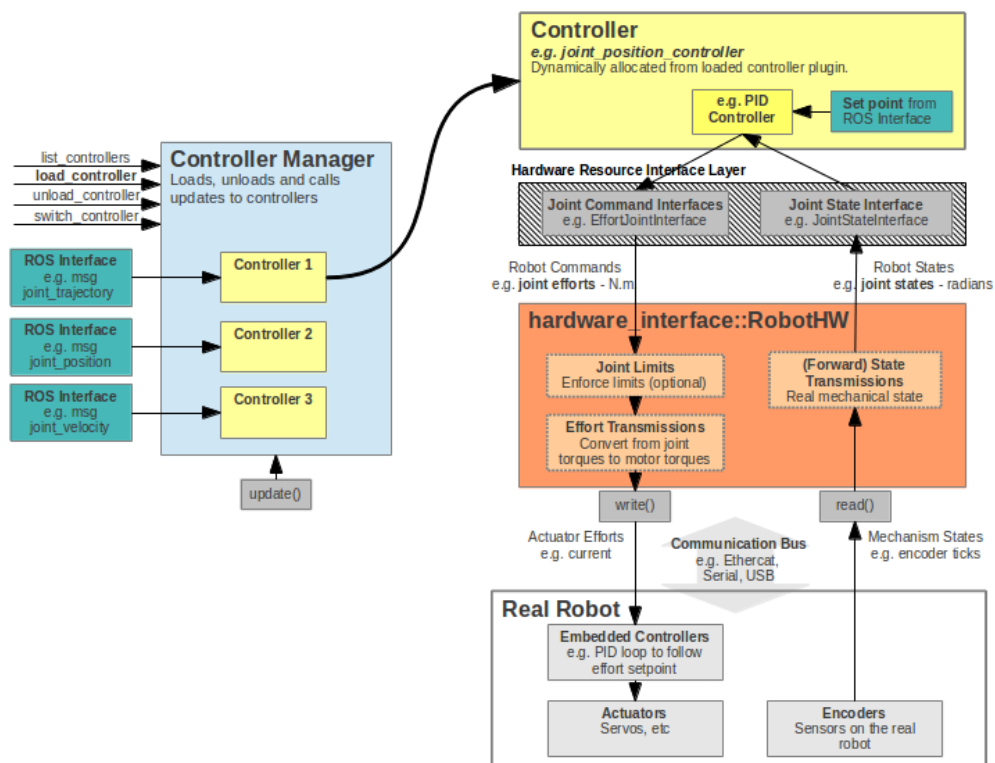 Controller
e.g. joint_position_controller
Dynamically allocated from loaded controller plugin.
e.g. PID
Controller
Set point from
ROS Interface
list_controllers
load_controller
unload_controller
switch_controller
Controller Manager
Loads, unloads and calls
updates to controllers
ROS Interface
e.g. msg
joint_trajectory
Controller 1
ROS Interface
e.g. msg
joint_position
Controller 2
ROS Interface
e.g. msg
joint_velocity
Controller 3
update()
Hardware Resource Interface Layer
Joint Command Interfaces
e.g. EffortJointInterface
Joint State Interface
e.g. JointStateInterface
Robot Commands
e.g. joint efforts - N.m
Robot States
e.g. joint states - radians
hardware_interface::RobotHW
Joint Limits
Enforce limits (optional)
(Forward) State
Transmissions
Real mechanical state
Effort Transmissions
Convert from joint
torques to motor torques
write()
read()
Actuator Efforts
e.g. current
Communication Bus
e.g. Ethercat,
Serial, USB
Mechanism States
e.g. encoder ticks
Real Robot
Embedded Controllers
e.g. PID loop to follow
effort setpoint
Actuators
Servos, etc
Encoders
Sensors on the real
robot